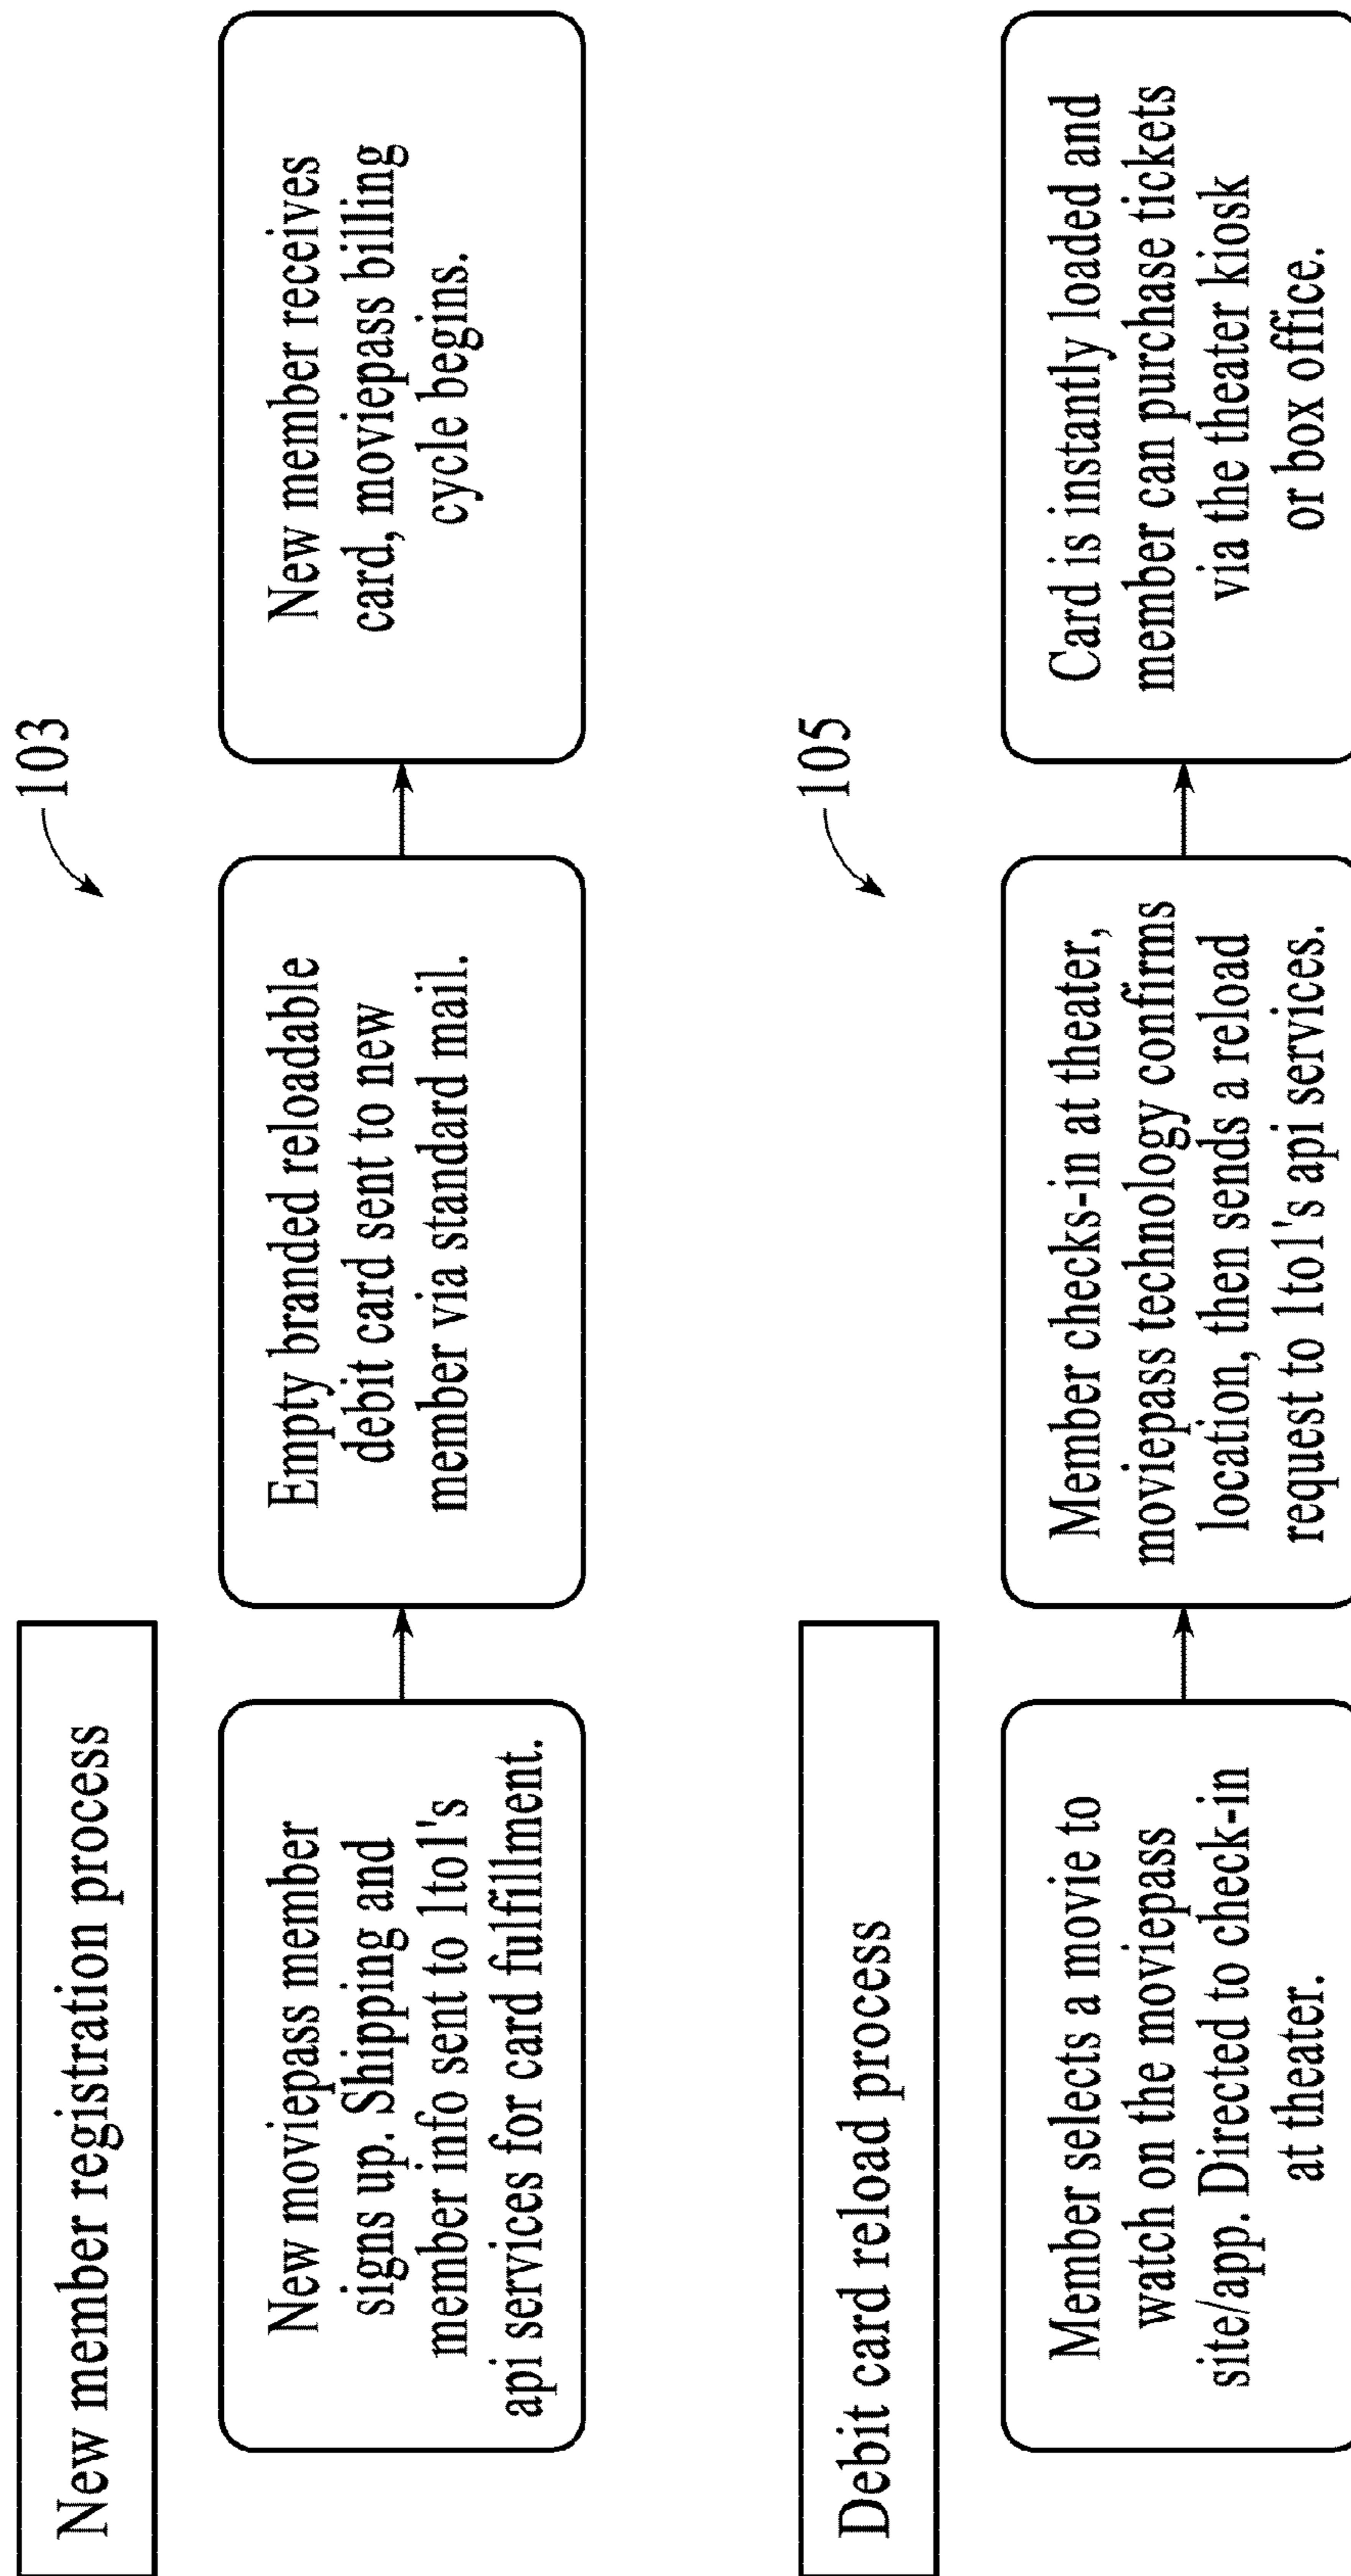 New member registration process
103
New moviepass member
signs up. Shipping and
member info sent to 1to1's
api services for card fulfillment.
Empty branded reloadable
debit card sent to new
member via standard mail.
New member receives
card, moviepass billing
cycle begins.
Debit card reload process
105
Member selects a movie to
watch on the moviepass
site/app. Directed to check-in
at theater.
Member checks-in at theater,
moviepass technology confirms
location, then sends a reload
request to 1to1's api services.
Card is instantly loaded and
member can purchase tickets
via the theater kiosk
or box office.